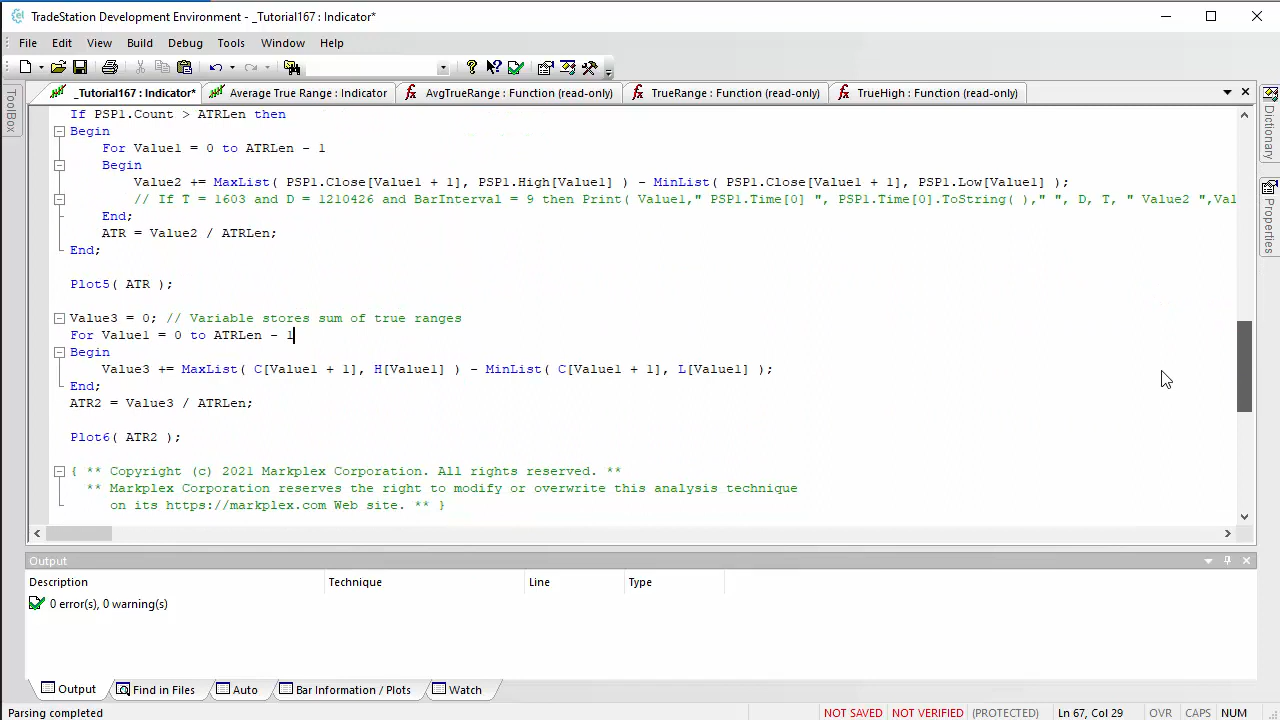 TradeStation Development Environment - _Tutorial167 : Indicator*
File Edit View Build Debug Tools Window Help
_Tutorial167 : Indicator* Average True Range : Indicator AvgTrueRange : Function (read-only) TrueRange : Function (read-only) TrueHigh : Function (read-only)
ToolBox
Dictionary
Properties
If PSP1.Count > ATRLen then
Begin
For Value1 = 0 to ATRLen - 1
Begin
Value2 += MaxList( PSP1.Close[Value1 + 1], PSP1.High[Value1] ) - MinList( PSP1.Close[Value1 + 1], PSP1.Low[Value1] );
// If T = 1603 and D = 1210426 and BarInterval = 9 then Print( Value1," PSP1.Time[0] ", PSP1.Time[0].ToString( )," ", D, T, " Value2 ",Val
End;
ATR = Value2 / ATRLen;
End;
Plot5( ATR );
Value3 = 0; // Variable stores sum of true ranges
For Value1 = 0 to ATRLen - 1
Begin
Value3 += MaxList( C[Value1 + 1], H[Value1] ) - MinList( C[Value1 + 1], L[Value1] );
End;
ATR2 = Value3 / ATRLen;
Plot6( ATR2 );
{ ** Copyright (c) 2021 Markplex Corporation. All rights reserved. **
** Markplex Corporation reserves the right to modify or overwrite this analysis technique
on its https://markplex.com Web site. ** }
Output
Description Technique Line Type
0 error(s), 0 warning(s)
Output Find in Files Auto Bar Information / Plots Watch
Parsing completed NOT SAVED NOT VERIFIED (PROTECTED) Ln 67, Col 29 OVR CAPS NUM